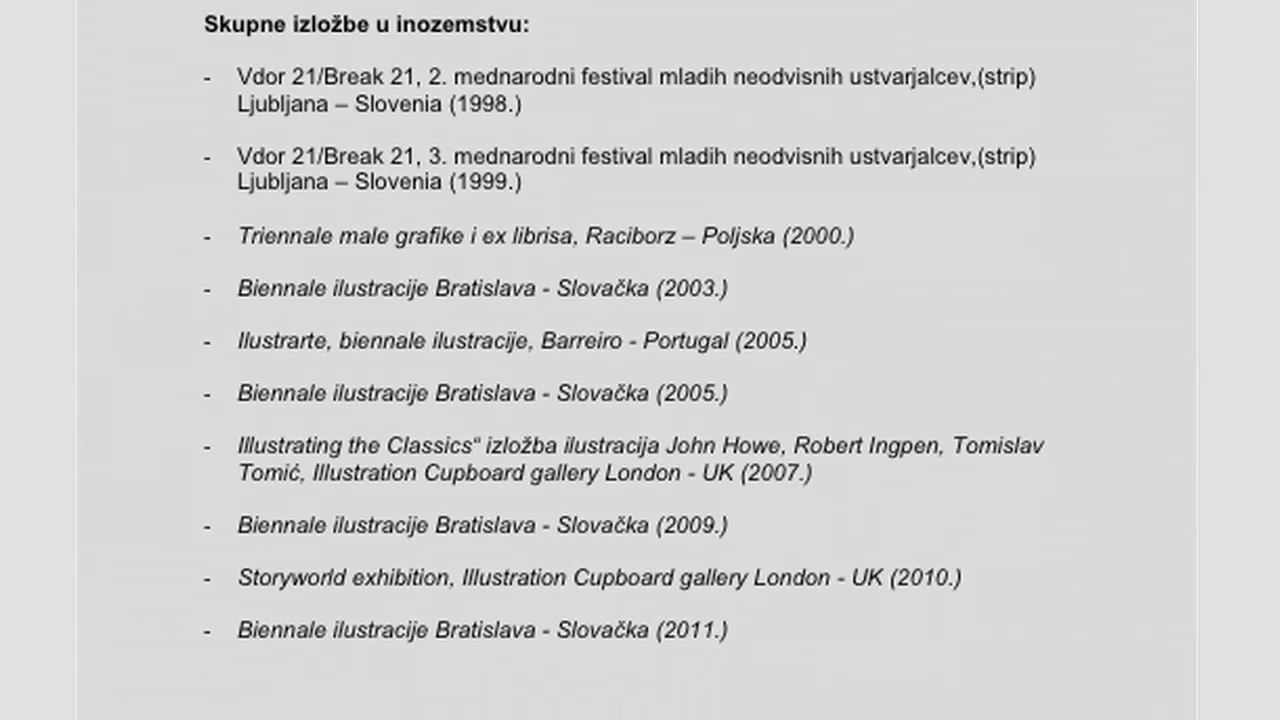 Skupne izložbe u inozemstvu:
- Vdor 21/Break 21, 2. mednarodni festival mladih neodvisnih ustvarjalcev,(strip)
Ljubljana – Slovenia (1998.)
- Vdor 21/Break 21, 3. mednarodni festival mladih neodvisnih ustvarjalcev,(strip)
Ljubljana – Slovenia (1999.)
- Triennale male grafike i ex librisa, Raciborz – Poljska (2000.)
- Biennale ilustracije Bratislava - Slovačka (2003.)
- Ilustrarte, biennale ilustracije, Barreiro - Portugal (2005.)
- Biennale ilustracije Bratislava - Slovačka (2005.)
- Illustrating the Classics“ izložba ilustracija John Howe, Robert Ingpen, Tomislav
Tomić, Illustration Cupboard gallery London - UK (2007.)
- Biennale ilustracije Bratislava - Slovačka (2009.)
- Storyworld exhibition, Illustration Cupboard gallery London - UK (2010.)
- Biennale ilustracije Bratislava - Slovačka (2011.)